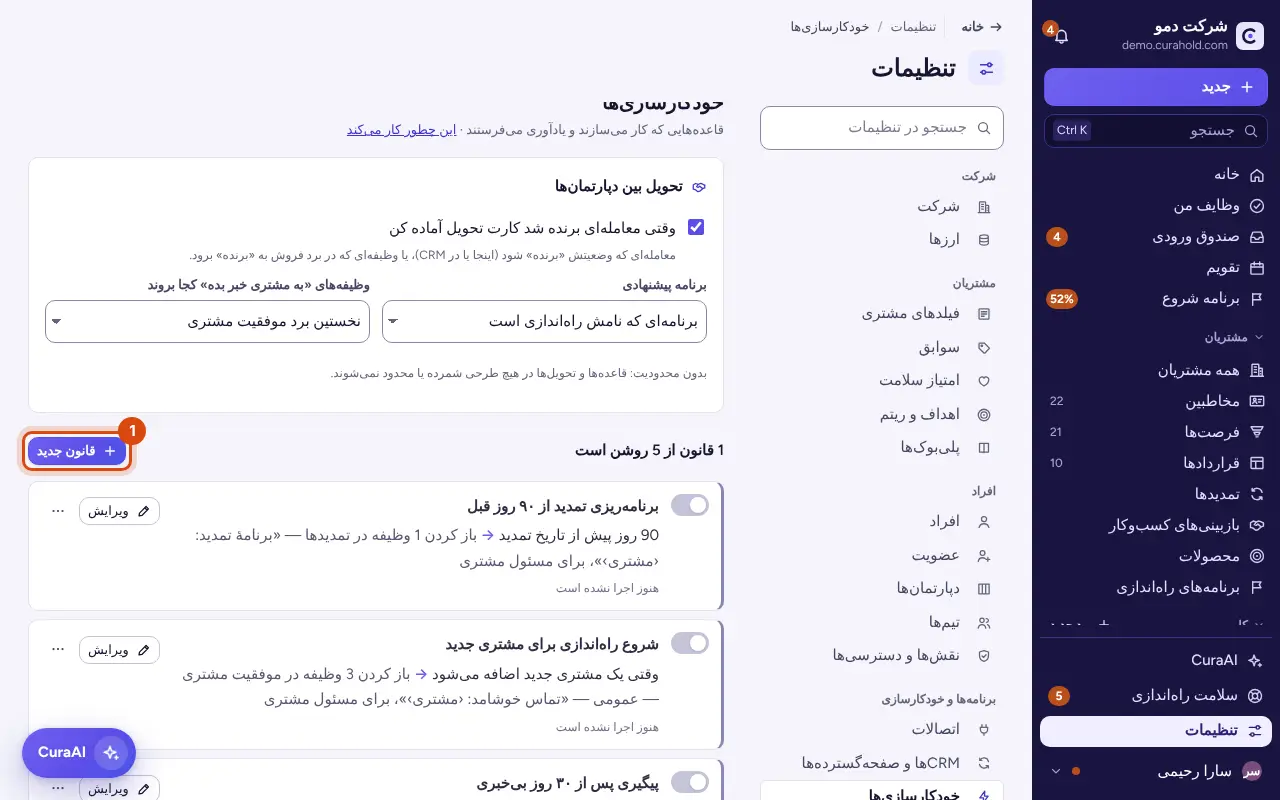 شرکت دمو
demo.curahold.com
4
جدید
جستجو
Ctrl K
خانه
وظایف من
صندوق ورودی
4
تقویم
برنامه شروع
52%
مشتریان
همه مشتریان
مخاطبین
22
فرصت‌ها
21
قراردادها
10
تمدیدها
بازبینی‌های کسب‌وکار
محصولات
برنامه‌های راه‌اندازی
CuraAI
سلامت راه‌اندازی
5
تنظیمات
سر
سارا رحیمی
خانه
تنظیمات / خودکارسازی‌ها
تنظیمات
جستجو در تنظیمات
شرکت
شرکت
ارزها
مشتریان
فیلدهای مشتری
سوابق
امتیاز سلامت
اهداف و ریتم
پلی‌بوک‌ها
افراد
افراد
عضویت
دپارتمان‌ها
تیم‌ها
نقش‌ها و دسترسی‌ها
برنامه‌ها و خودکارسازی
اتصالات
CRMها و صفحه‌گسترده‌ها
خودکارسازی‌ها
خودکارسازی‌ها
قاعده‌هایی که کار می‌سازند و یادآوری می‌فرستند · این چطور کار می‌کند
تحویل بین دپارتمان‌ها
وقتی معامله‌ای برنده شد کارت تحویل آماده کن
معامله‌ای که وضعیتش «برنده» شود (اینجا یا در CRM)، یا وظیفه‌ای که در برد فروش به «برنده» برود.
برنامه پیشنهادی
برنامه‌ای که نامش راه‌اندازی است
وظیفه‌های «به مشتری خبر بده» کجا بروند
نخستین برد موفقیت مشتری
بدون محدودیت: قاعده‌ها و تحویل‌ها در هیچ طرحی شمرده یا محدود نمی‌شوند.
1 قانون از 5 روشن است
قانون جدید
1
برنامه‌ریزی تمدید از ۹۰ روز قبل
ویرایش
90 روز پیش از تاریخ تمدید → باز کردن 1 وظیفه در تمدیدها — «برنامهٔ تمدید:
‹مشتری›»، برای مسئول مشتری
هنوز اجرا نشده است
شروع راه‌اندازی برای مشتری جدید
ویرایش
وقتی یک مشتری جدید اضافه می‌شود → باز کردن 3 وظیفه در موفقیت مشتری
— عمومی — «تماس خوشامد: ‹مشتری›»، برای مسئول مشتری
هنوز اجرا نشده است
پیگیری پس از ۳۰ روز بی‌خبری
ویرایش
CuraAI